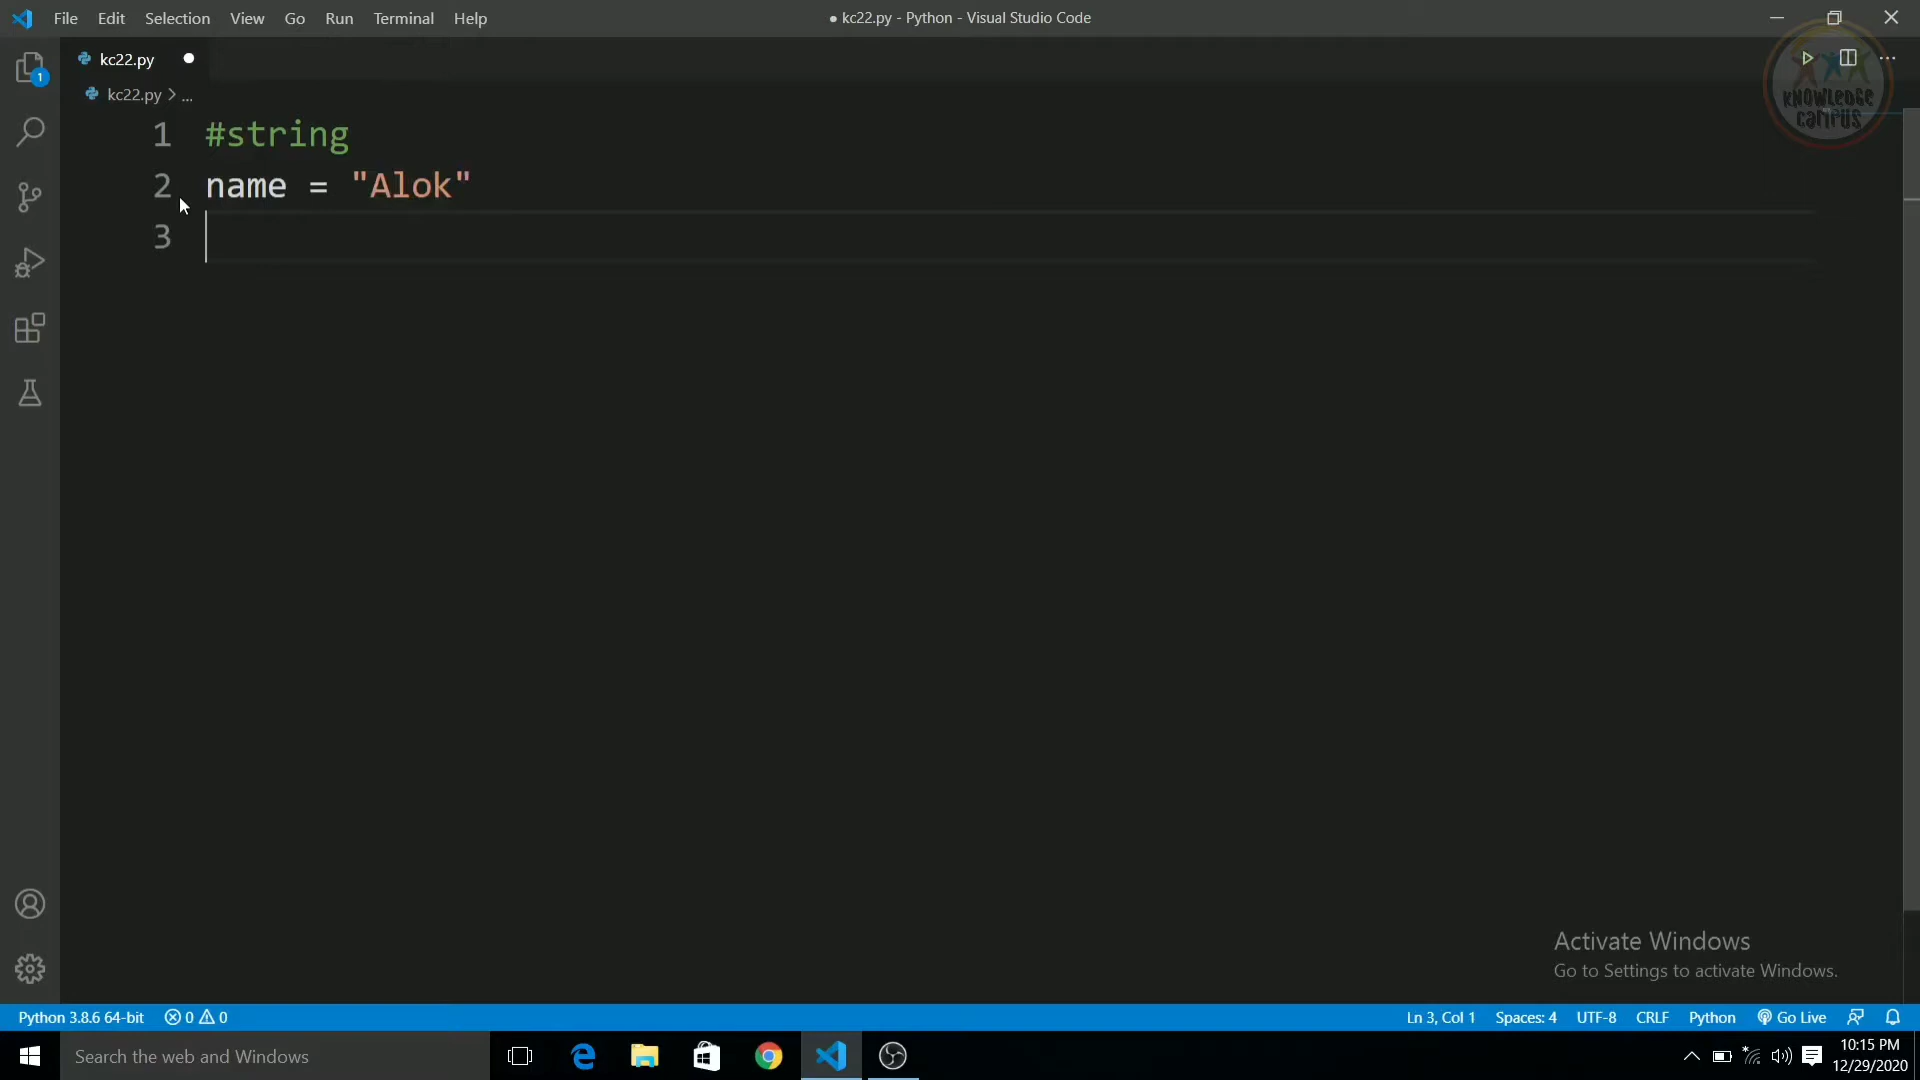 File Edit Selection View Go Run Terminal Help
● kc22.py - Python - Visual Studio Code
kc22.py
KNOWLEDGE
CAMPUS
1
kc22.py > ...
1 #string
2 name = "Alok"
3
Activate Windows
Go to Settings to activate Windows.
Python 3.8.6 64-bit 0 0
Ln 3, Col 1 Spaces: 4 UTF-8 CRLF Python Go Live
Search the web and Windows
10:15 PM
12/29/2020